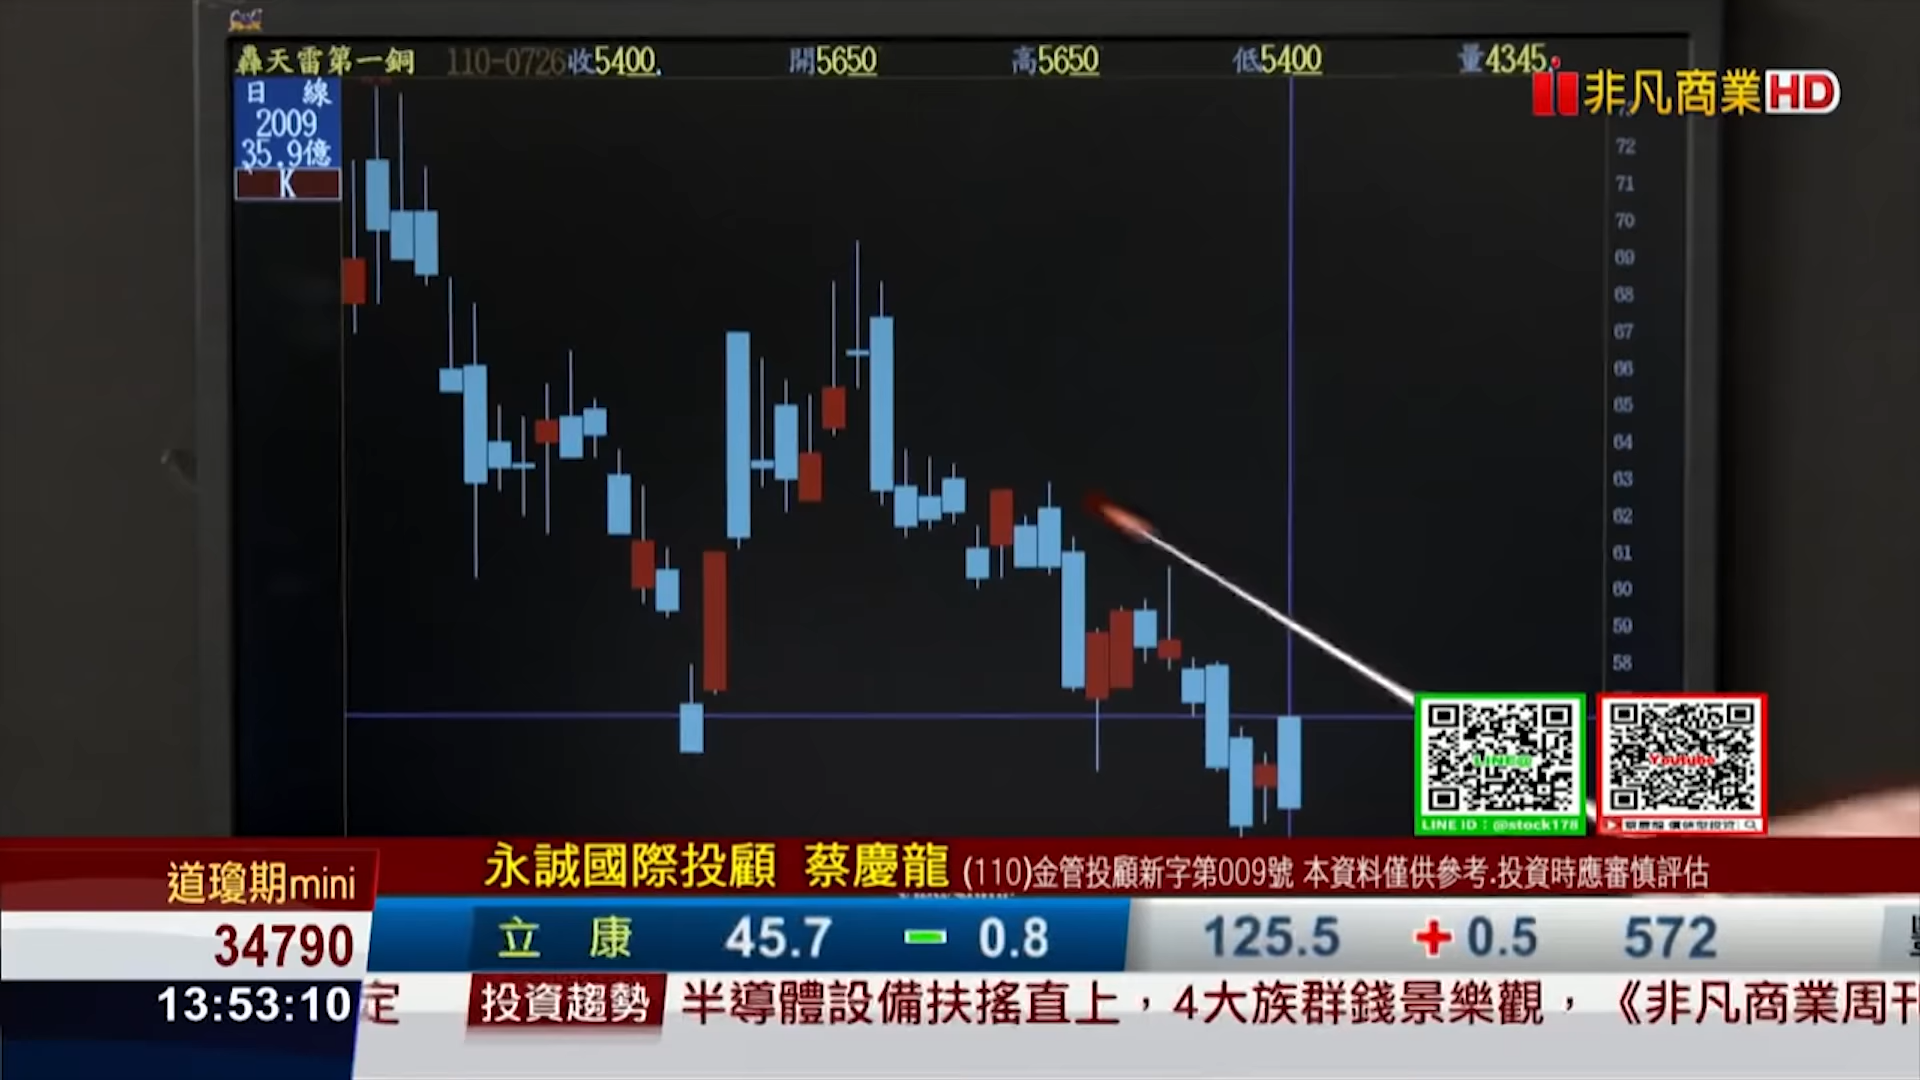 轟天雷第一銅 110-0726收5400. 開5650 高5650 低5400 量4345.
非凡商業HD
日 線
2009
35.9億
K
72
71
70
69
68
67
66
65
64
63
62
61
60
59
58
LINE@
Youtube
LINE ID：@stock178
永誠國際投顧 蔡慶龍 (110)金管投顧新字第009號 本資料僅供參考.投資時應審慎評估
道瓊期mini
34790
立 康 45.7 － 0.8 125.5 + 0.5 572
13:53:10
定 投資趨勢 半導體設備扶搖直上，4大族群錢景樂觀，《非凡商業周刊